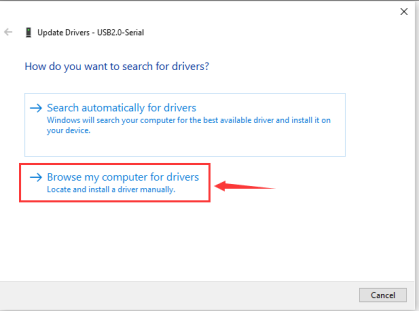 Update Drivers - USB2.0-Serial
How do you want to search for drivers?
Search automatically for drivers
Windows will search your computer for the best available driver and install it on
your device.
Browse my computer for drivers
Locate and install a driver manually.
Cancel